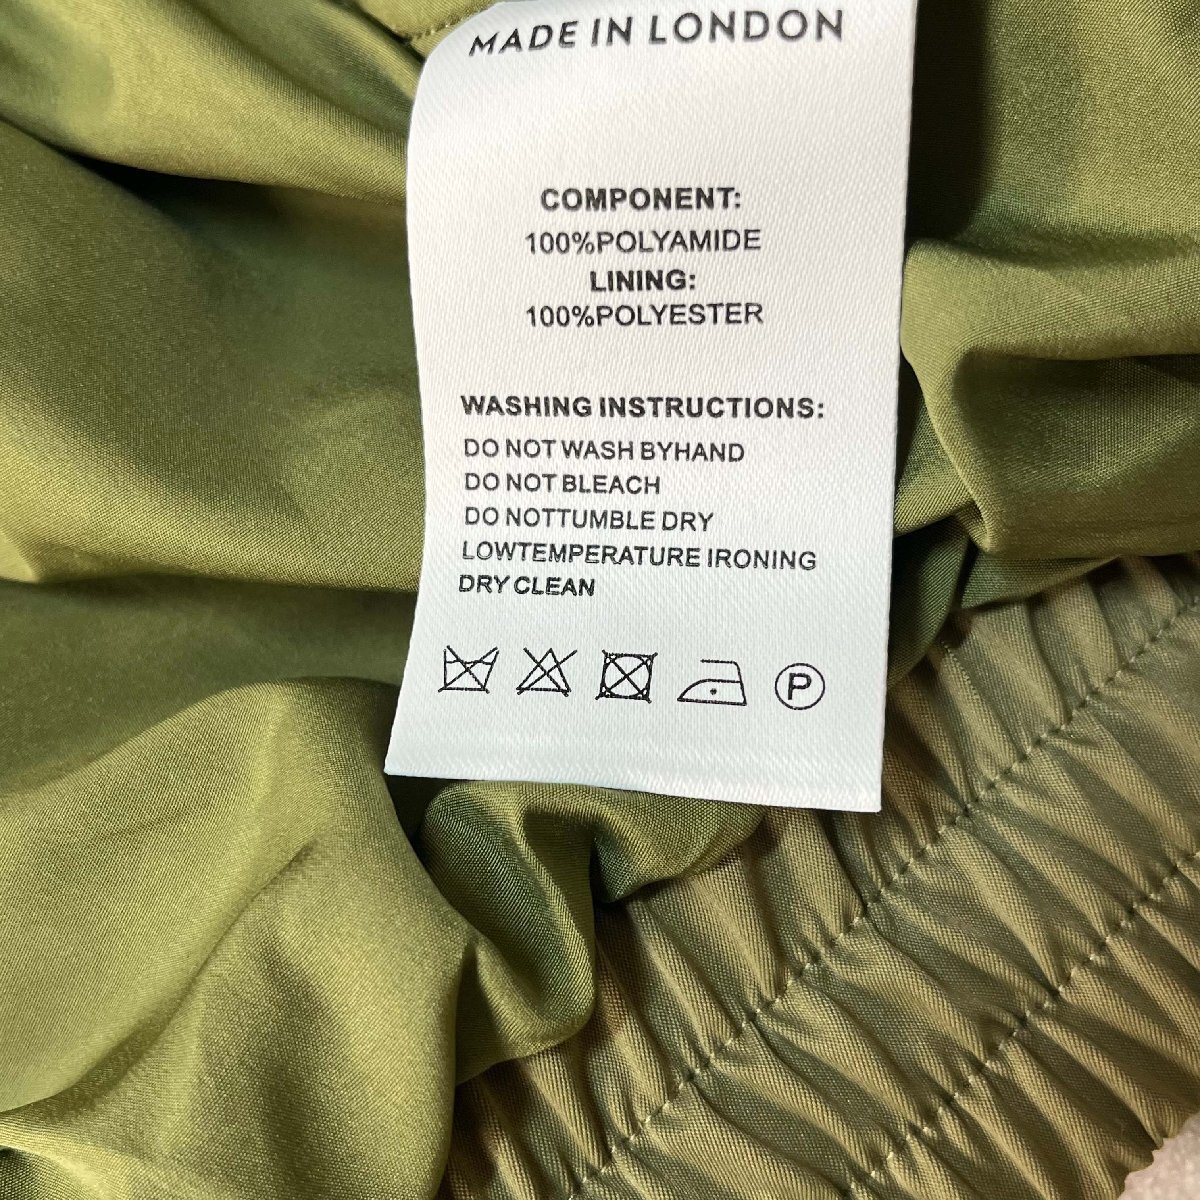 MADE IN LONDON
COMPONENT:
100%POLYAMIDE
LINING:
100%POLYESTER
WASHING INSTRUCTIONS:
DO NOT WASH BYHAND
DO NOT BLEACH
DO NOTTUMBLE DRY
LOWTEMPERATURE IRONING
DRY CLEAN
P